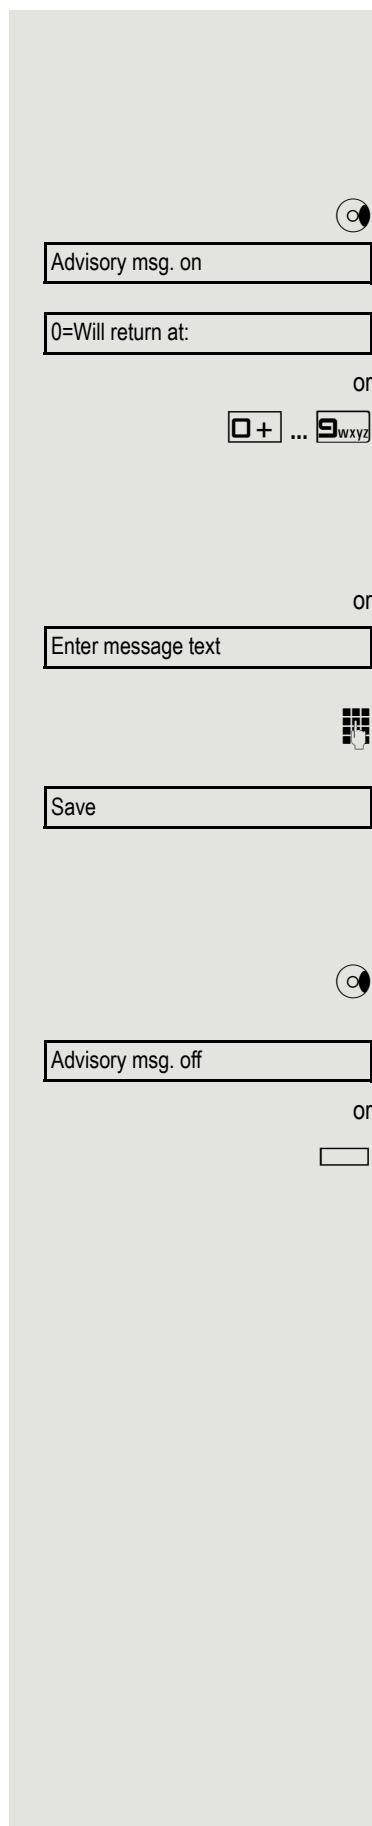 Advisory msg. on
0=Will return at:
or
0 + ... 9wxyz
or
Enter message text
Save
Advisory msg. off
or